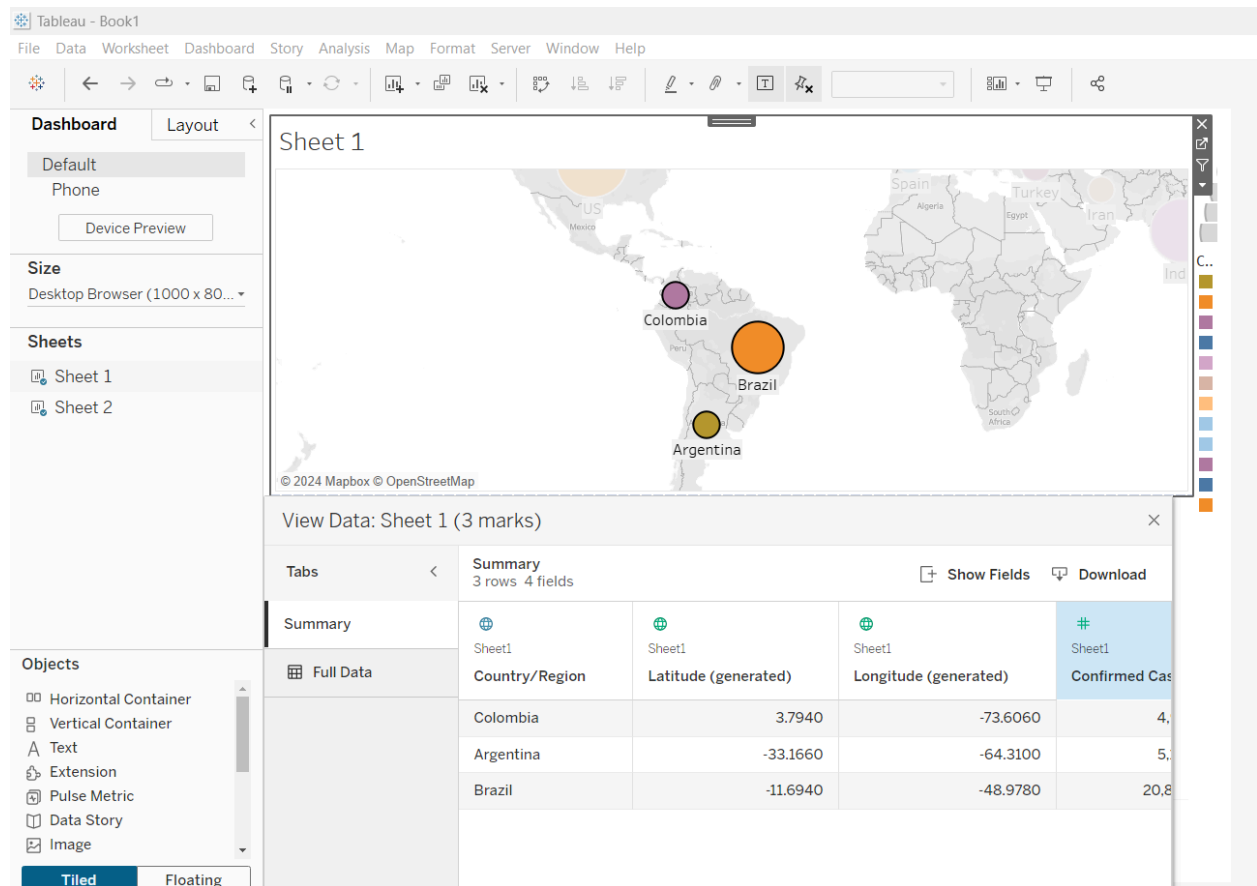 Tableau - Book1
File Data Worksheet Dashboard Story Analysis Map Format Server Window Help
Dashboard Layout
Default
Phone
Device Preview
Size
Desktop Browser (1000 x 80...
Sheets
Sheet 1
Sheet 2
Objects
Horizontal Container
Vertical Container
Text
Extension
Pulse Metric
Data Story
Image
Tiled Floating
Sheet 1
US
Mexico
Spain
Algeria
Turkey
Egypt
Iran
Ind
C..
Colombia
Peru
Brazil
Argentina
South
Africa
© 2024 Mapbox © OpenStreetMap
View Data: Sheet 1 (3 marks)
Tabs
Summary
Full Data
Summary
3 rows 4 fields
Show Fields Download
Sheet1 Sheet1 Sheet1 Sheet1
Country/Region Latitude (generated) Longitude (generated) Confirmed Cas
Colombia 3.7940 -73.6060 4,
Argentina -33.1660 -64.3100 5,
Brazil -11.6940 -48.9780 20,8